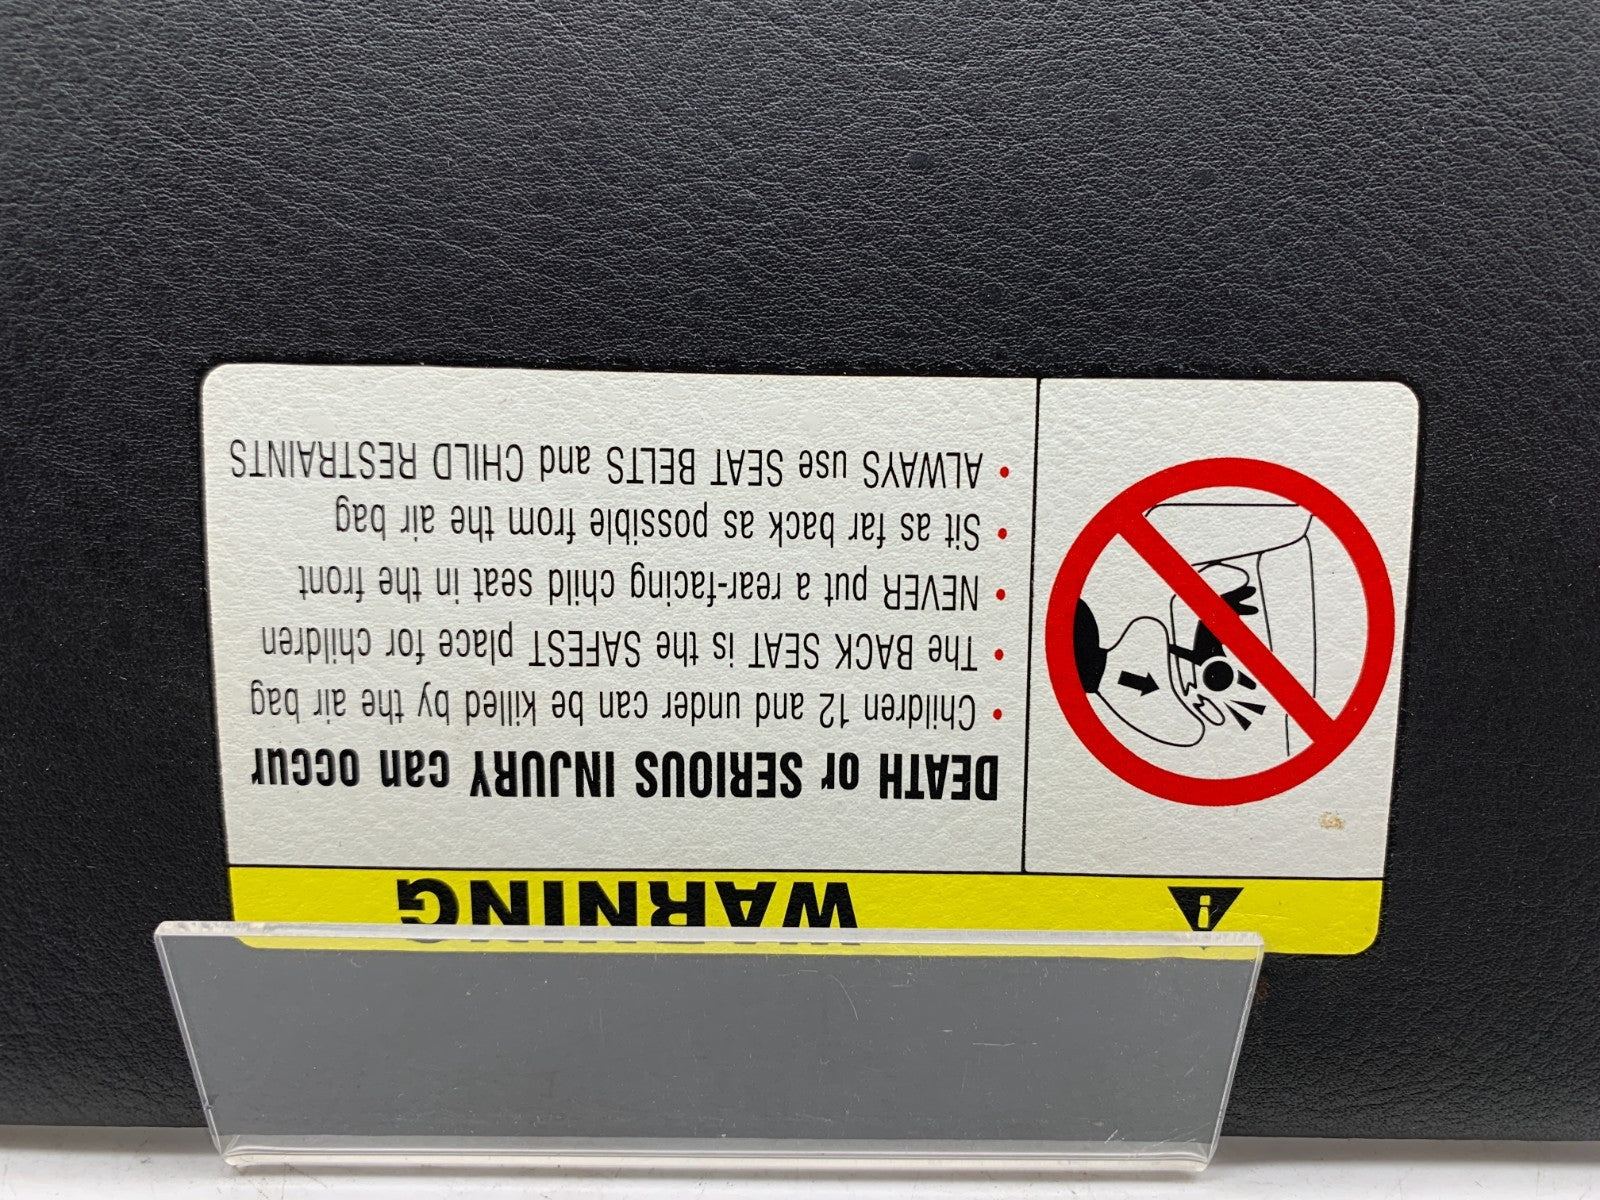 WARNING
DEATH or SERIOUS INJURY can occur
• Children 12 and under can be killed by the air bag
• The BACK SEAT is the SAFEST place for children
• NEVER put a rear-facing child seat in the front
• Sit as far back as possible from the air bag
• ALWAYS use SEAT BELTS and CHILD RESTRAINTS